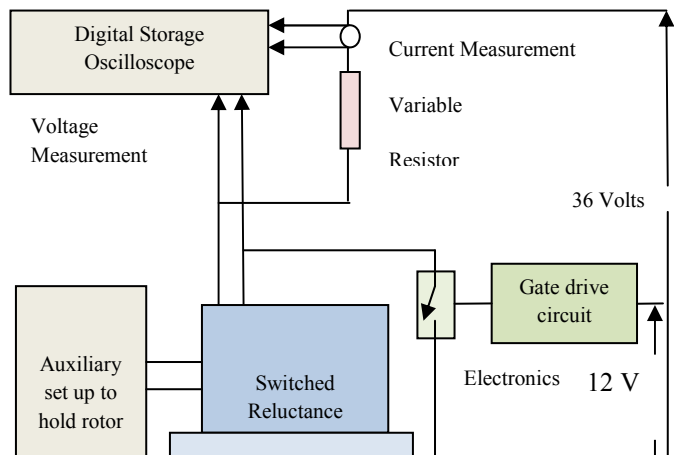 Digital Storage
Oscilloscope
Current Measurement
Variable
Resistor
Voltage
Measurement
36 Volts
Gate drive
circuit
Auxiliary
set up to
hold rotor
Switched
Reluctance
Electronics
12 V